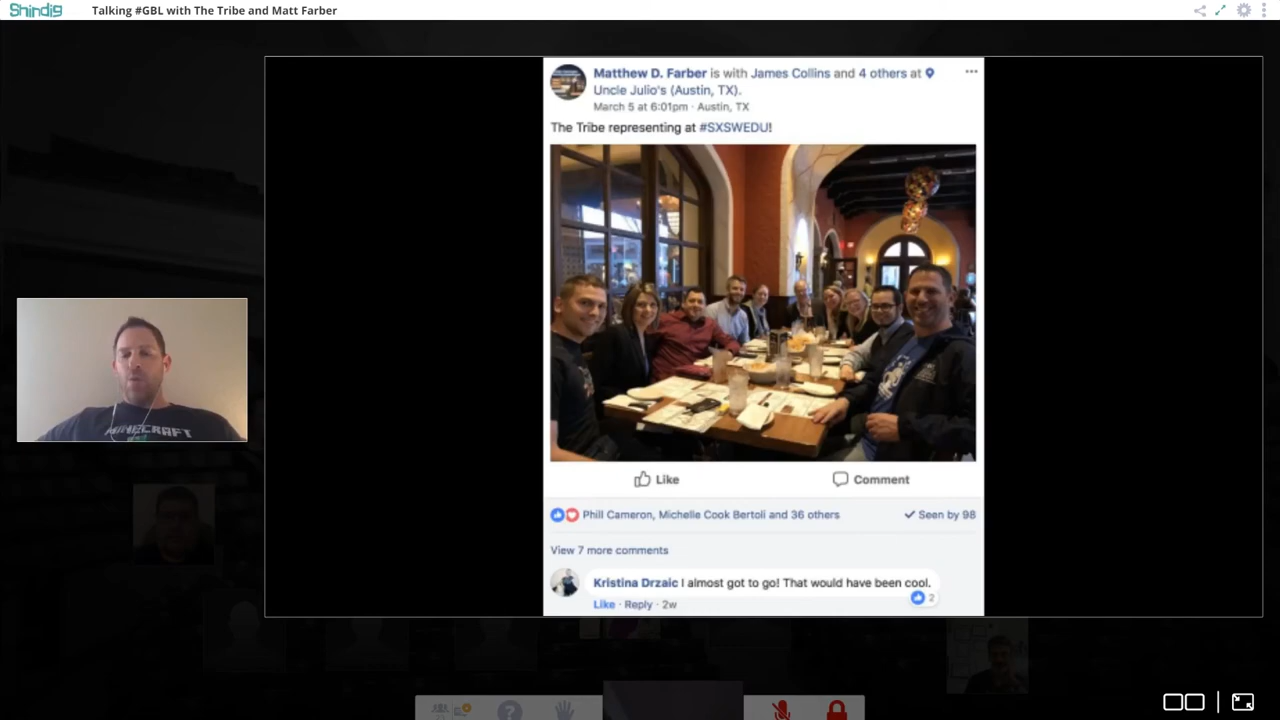 Shindig
Talking #GBL with The Tribe and Matt Farber
Matthew D. Farber is with James Collins and 4 others at
Uncle Julio's (Austin, TX).
March 5 at 6:01pm · Austin, TX
The Tribe representing at #SXSWEDU!
MINECRAFT
Like
Comment
Phill Cameron, Michelle Cook Bertoli and 36 others
Seen by 98
View 7 more comments
Kristina Drzaic I almost got to go! That would have been cool.
2
Like · Reply · 2w